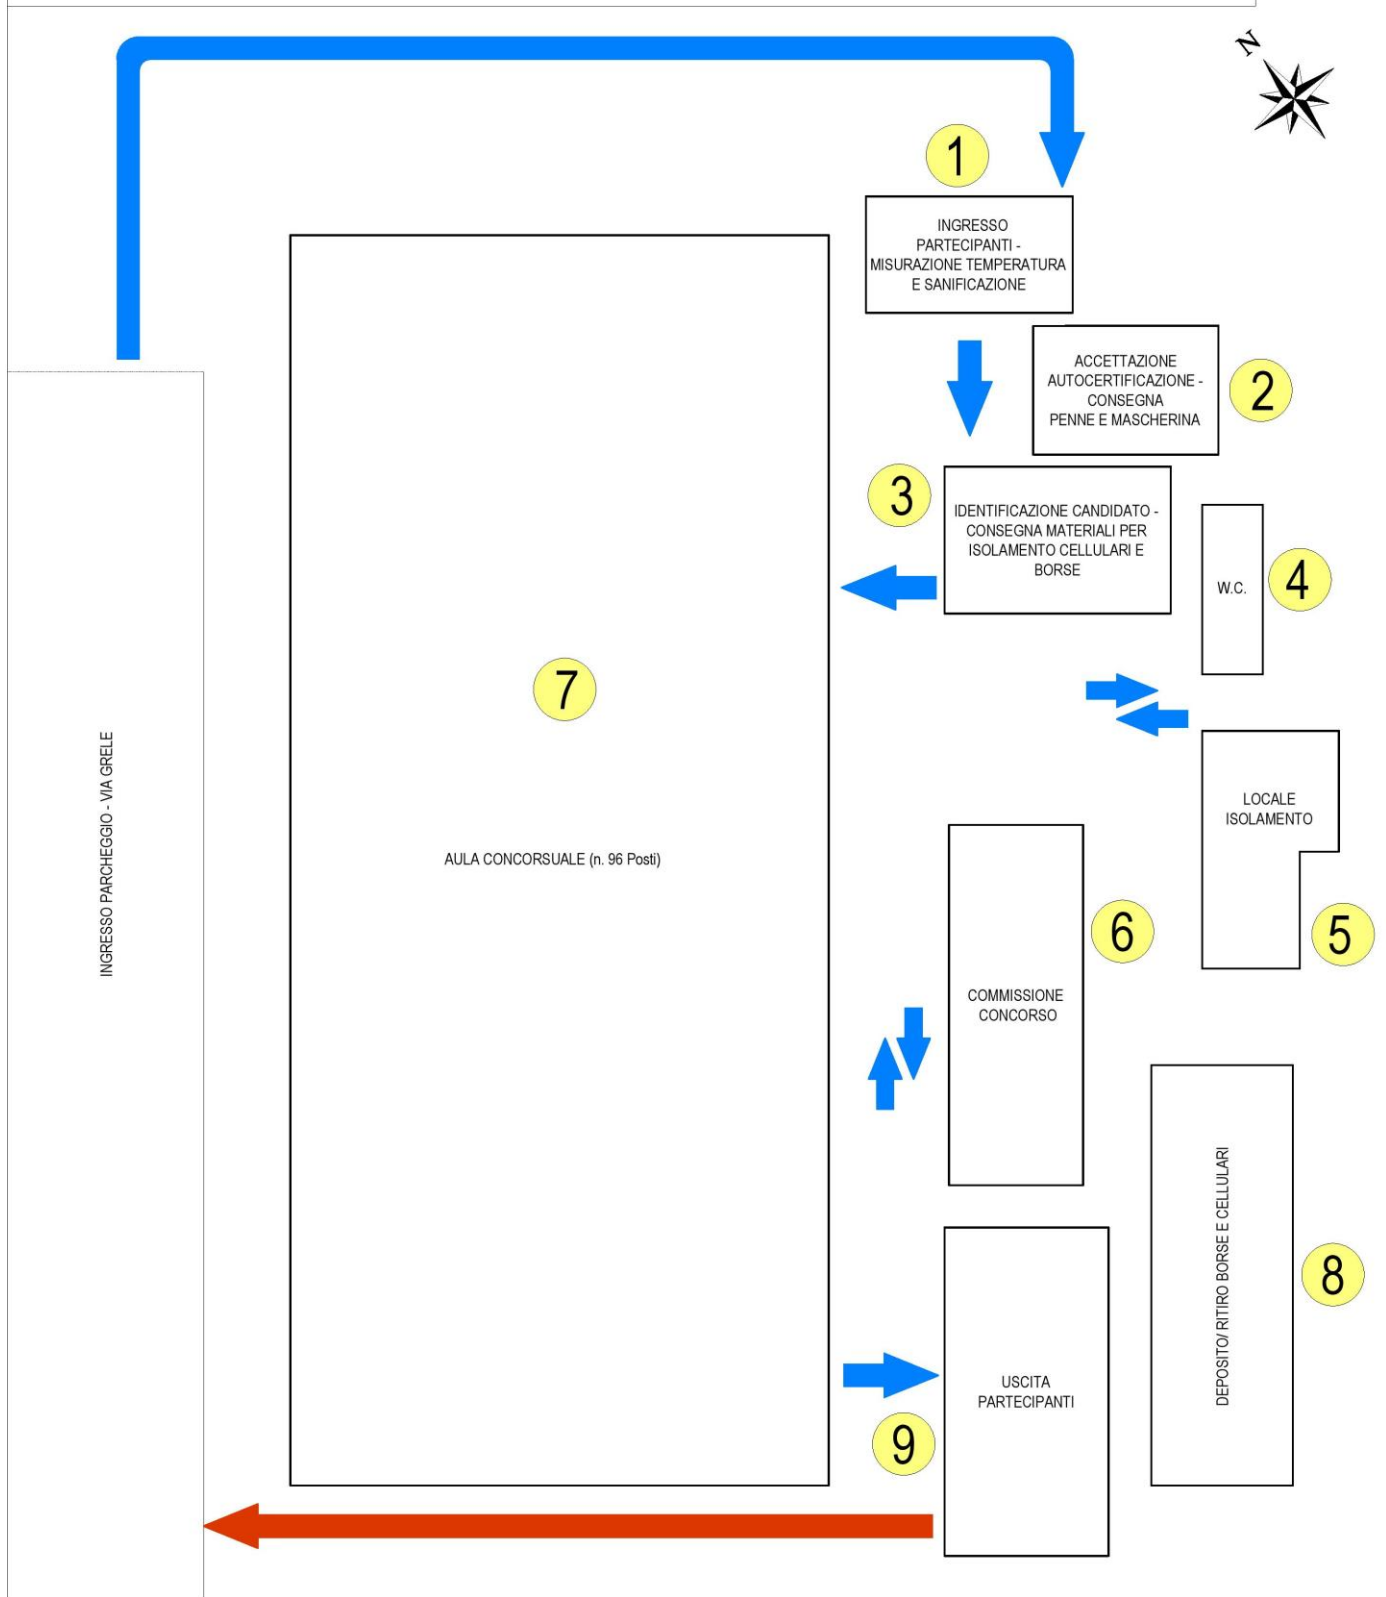 N
1
INGRESSO
PARTECIPANTI -
MISURAZIONE TEMPERATURA
E SANIFICAZIONE
ACCETTAZIONE
AUTOCERTIFICAZIONE -
CONSEGNA
PENNE E MASCHERINA
2
3
IDENTIFICAZIONE CANDIDATO -
CONSEGNA MATERIALI PER
ISOLAMENTO CELLULARI E
BORSE
W.C.
4
7
AULA CONCORSUALE (n. 96 Posti)
INGRESSO PARCHEGGIO - VIA GRELE
LOCALE
ISOLAMENTO
5
6
COMMISSIONE
CONCORSO
DEPOSITO/ RITIRO BORSE E CELLULARI
8
USCITA
PARTECIPANTI
9